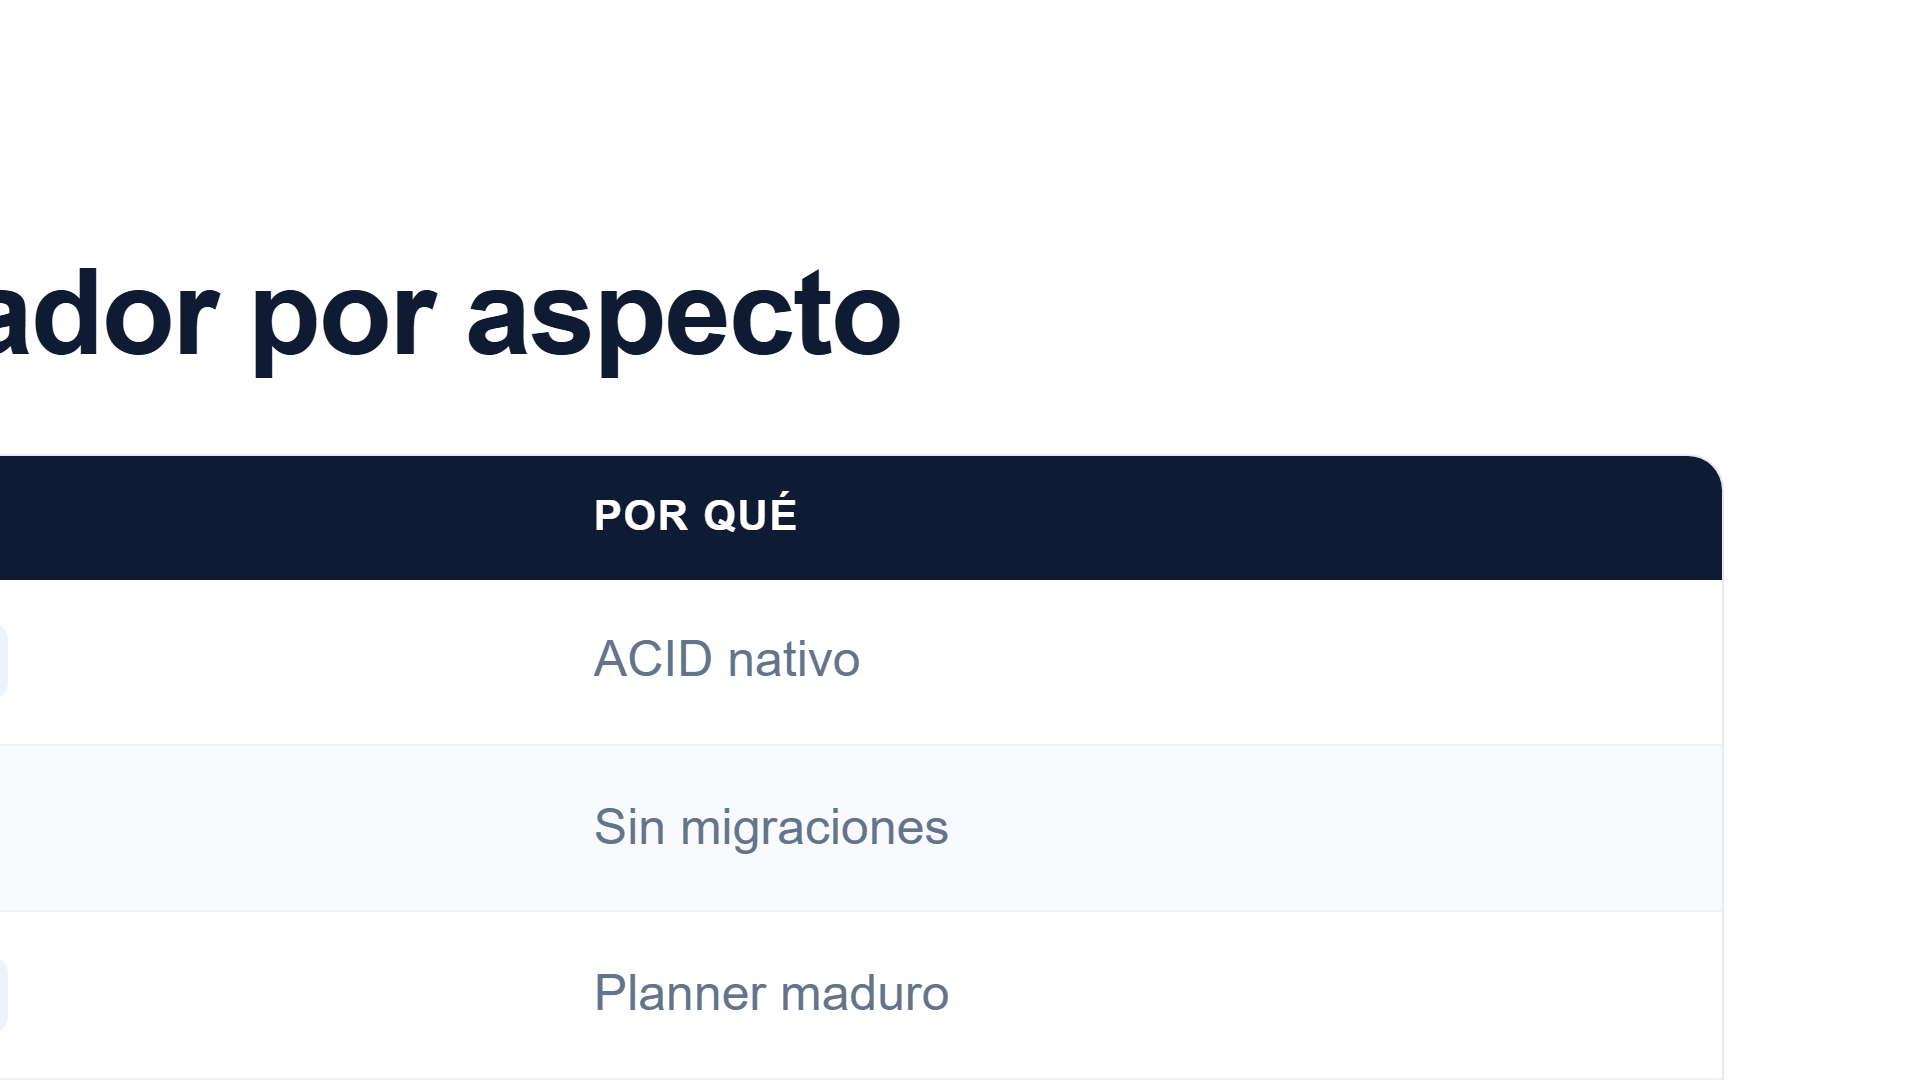 ador por aspecto
POR QUÉ
ACID nativo
Sin migraciones
Planner maduro